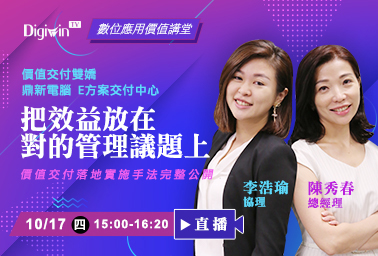 Digiwin TV
數位應用價值講堂
價值交付雙嬌
鼎新電腦 E方案交付中心
把效益放在
對的管理議題上
價值交付落地實施手法完整公開
李浩瑜
協理
陳秀春
總經理
10/17 四 15:00-16:20 直播